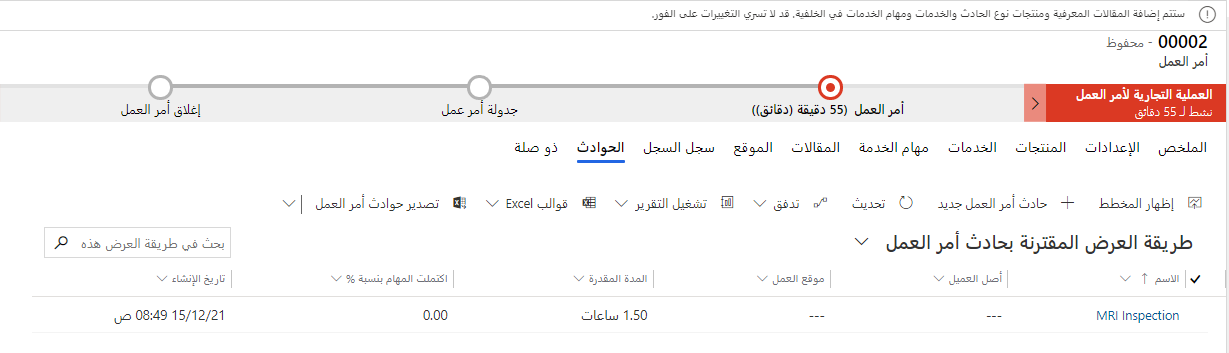 ستتم إضافة المقالات المعرفية ومنتجات نوع الحادث والخدمات ومهام الخدمات في الخلفية. قد لا تسري التغييرات على الفور.
00002 - محفوظ
أمر العمل
العملية التجارية لأمر العمل
نشط لـ 55 دقائق
أمر العمل (55 دقيقة (دقائق))
جدولة أمر عمل
إغلاق أمر العمل
الملخص الإعدادات المنتجات الخدمات مهام الخدمة المقالات الموقع سجل السجل الحوادث ذو صلة
إظهار المخطط حادث أمر العمل جديد تحديث تدفق تشغيل التقرير قوالب Excel تصدير حوادث أمر العمل
طريقة العرض المقترنة بحادث أمر العمل
بحث في طريقة العرض هذه
الاسم ↑ أصل العميل موقع العمل المدة المقدرة اكتملت المهام بنسبة % تاريخ الإنشاء
MRI Inspection --- --- 1.50 ساعات 0.00 15/12/21 08:49 ص